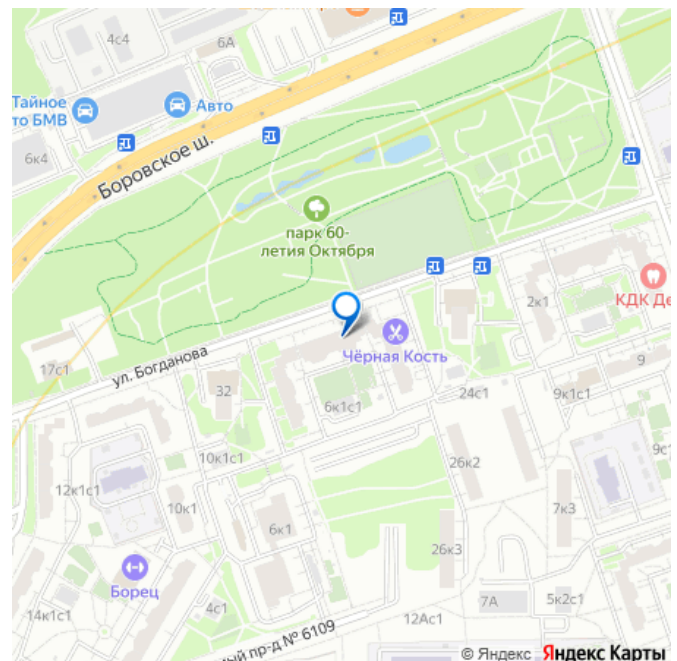 4с4
6А
Тайное
то БМВ
Авто
6к4
Боровское ш.
парк 60-
летия Октября
2к1
КДК Де
ул. Богданова
Чёрная Кость
17с1
9
32
6к1с1
24с1
9к1с1
10к1с1
26к2
9с1
12к1с1
10к1
6к1
7к3
26к3
Борец
7А
5к2с1
14к1с1
4с1
12Ас1
ный пр-д № 6109
© Яндекс Яндекс Карты